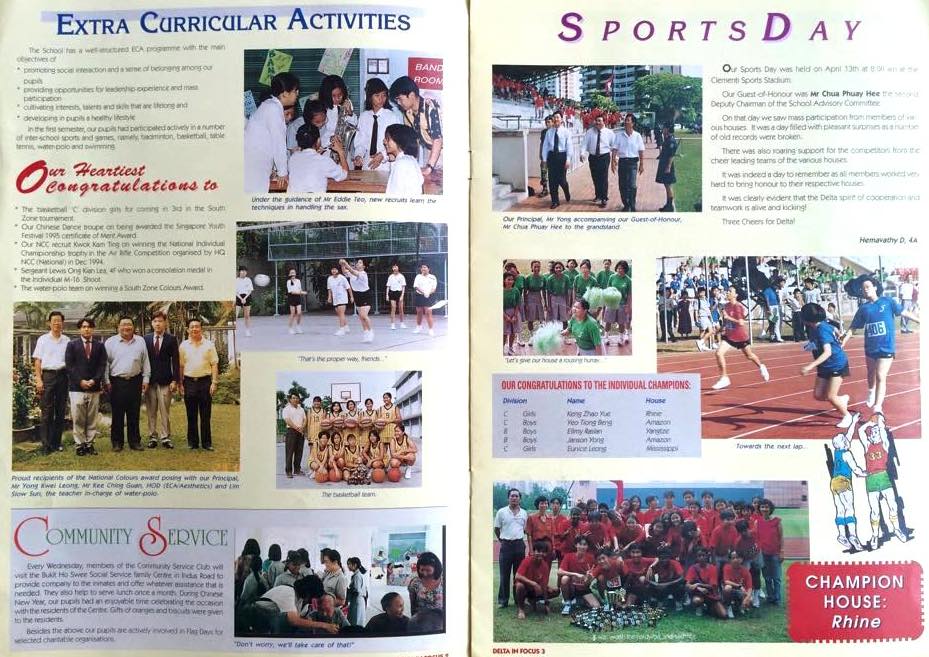 EXTRA CURRICULAR ACTIVITIES
The School has a well-structured ECA programme with the main
objectives of
* promoting social interaction and a sense of belonging among our
pupils
* providing opportunities for leadership experience and mass
participation
* cultivating interests, talents and skills that are lifelong and
* developing in pupils a healthy lifestyle
In the first semester, our pupils had participated actively in a number
of inter-school sports and games, namely, badminton, basketball, table
tennis, water-polo and swimming.
Our Heartiest
Congratulations to
* The basketball 'C' division girls for coming in 3rd in the South
Zone tournament.
* Our Chinese Dance troupe on being awarded the Singapore Youth
Festival 1995 certificate of Merit Award.
* Our NCC recruit Kwok Kam Ting on winning the National Individual
Championship trophy in the Air Rifle Competition organised by HQ
NCC (National) in Dec 1994.
* Sergeant Lewis Ong Kian Lea, 4F who won a consolation medal in
the Individual M-16 Shoot.
* The water-polo team on winning a South Zone Colours Award.
BAND
ROOM
Under the guidance of Mr Eddie Teo, new recruits learn the
techniques in handling the sax.
"That's the proper way, friends..."
The basketball team.
Proud recipients of the National Colours award posing with our Principal,
Mr Yong Kwei Leong, Mr Kee Ching Guan, HOD (ECA/Aesthetics) and Lim
Siow Sun, the teacher in-charge of water-polo.
COMMUNITY SERVICE
Every Wednesday, members of the Community Service Club will
visit the Bukit Ho Swee Social Service family Centre in Indus Road to
provide company to the inmates and offer whatever assistance that is
needed. They also help to serve lunch once a month. During Chinese
New Year, our pupils had an enjoyable time celebrating the occasion
with the residents of the Centre. Gifts of oranges and biscuits were given
to the residents.
Besides the above our pupils are actively involved in Flag Days for
selected charitable organisations.
"Don't worry, we'll take care of that!"
SPORTS DAY
Our Sports Day was held on April 13th at 8.00 am at the
Clementi Sports Stadium.
Our Guest-of-Honour was Mr Chua Phuay Hee the second
Deputy Chairman of the School Advisory Committee.
On that day we saw mass participation from members of various
houses. It was a day filled with pleasant surprises as a number
of old records were broken.
There was also roaring support for the competitors from the
cheer leading teams of the various houses.
It was indeed a day to remember as all members worked very
hard to bring honour to their respective houses.
It was clearly evident that the Delta spirit of cooperation and
teamwork is alive and kicking!
Three Cheers for Delta!
Hemavathy D, 4A
Our Principal, Mr Yong accompanying our Guest-of-Honour,
Mr Chua Phuay Hee to the grandstand.
"Let's give our house a rousing hurray..."
OUR CONGRATULATIONS TO THE INDIVIDUAL CHAMPIONS:
Division Name House
C Girls Keng Zhao Yue Rhine
C Boys Yeo Tiong Beng Amazon
B Boys Elimy Raslan Yangtze
B Boys Janson Yong Amazon
C Girls Eunice Leong Mississippi
Towards the next lap...
33
CHAMPION
HOUSE:
Rhine
DELTA IN FOCUS 3